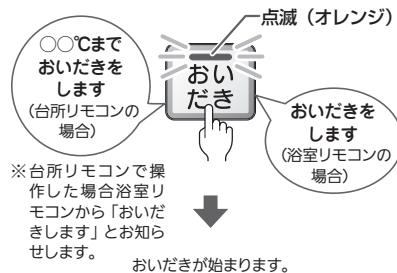 点滅（オレンジ）
○○℃まで
おいだきを
します
（台所リモコンの
場合）
おい
だき
おいだきを
します
（浴室リモコンの
場合）
※台所リモコンで操
作した場合浴室リ
モコンから「おいだ
きします」とお知ら
せします。
おいだきが始まります。